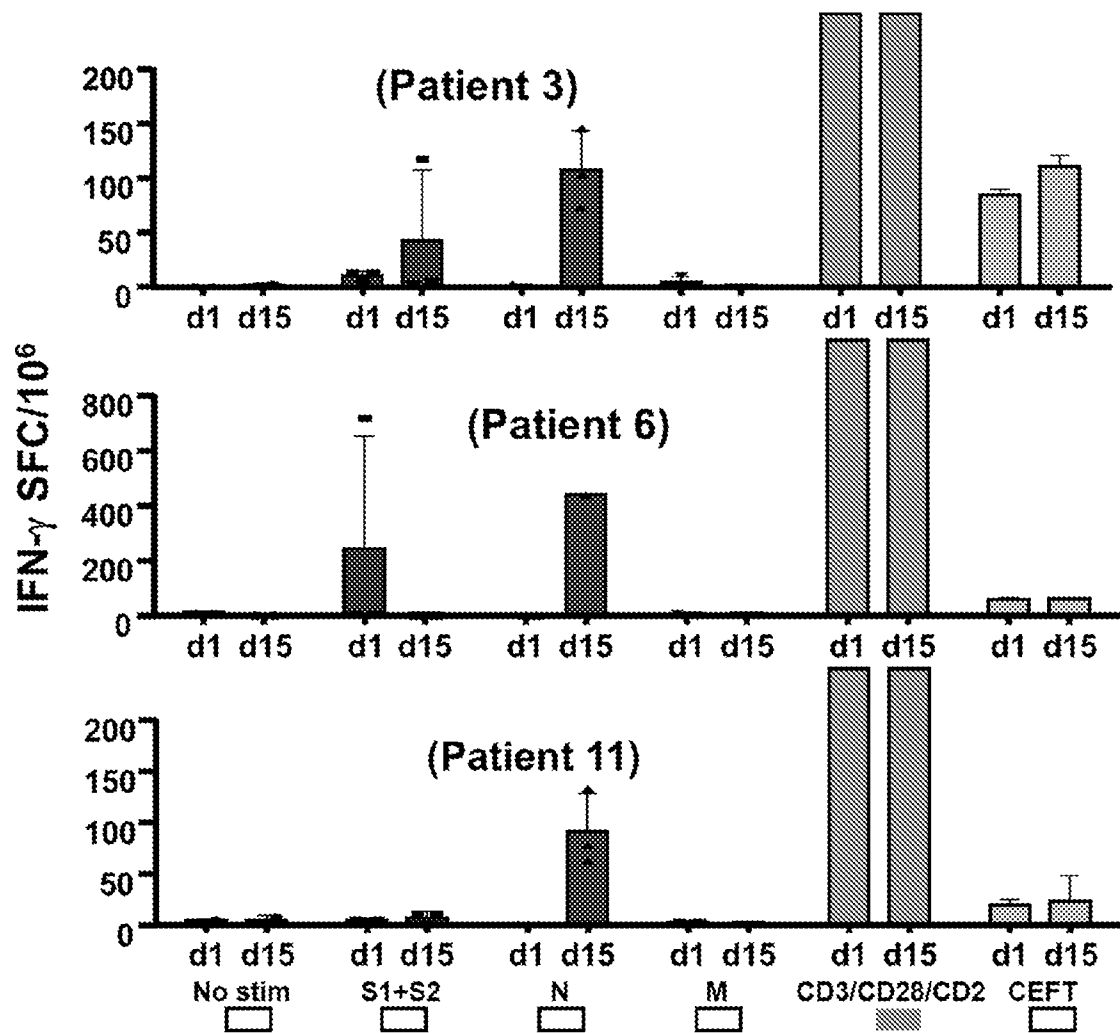 IFN-γ SFC/10⁶
200
(Patient 3)
150
100
50
0
d1 d15 d1 d15 d1 d15 d1 d15 d1 d15 d1 d15
800
(Patient 6)
600
400
200
0
d1 d15 d1 d15 d1 d15 d1 d15 d1 d15 d1 d15
200
(Patient 11)
150
100
50
0
d1 d15 d1 d15 d1 d15 d1 d15 d1 d15 d1 d15
No stim S1+S2 N M CD3/CD28/CD2 CEFT